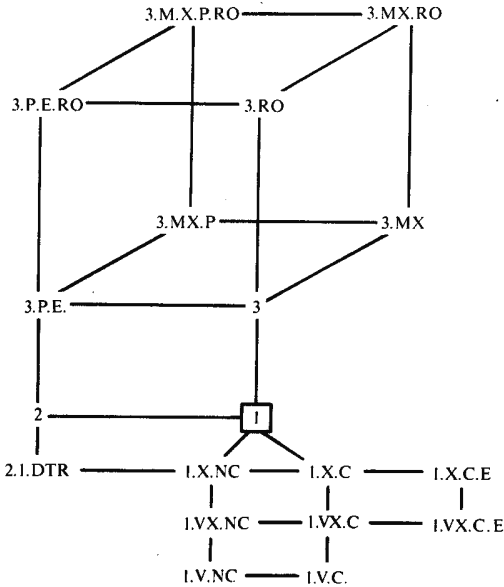 3.M.X.P.RO 3.MX.RO
3.P.E.RO 3.RO
3.MX.P 3.MX
3.P.E. 3
2 1
2.1.DTR 1.X.NC 1.X.C 1.X.C.E
1.VX.NC 1.VX.C 1.VX.C.E
1.V.NC 1.V.C.